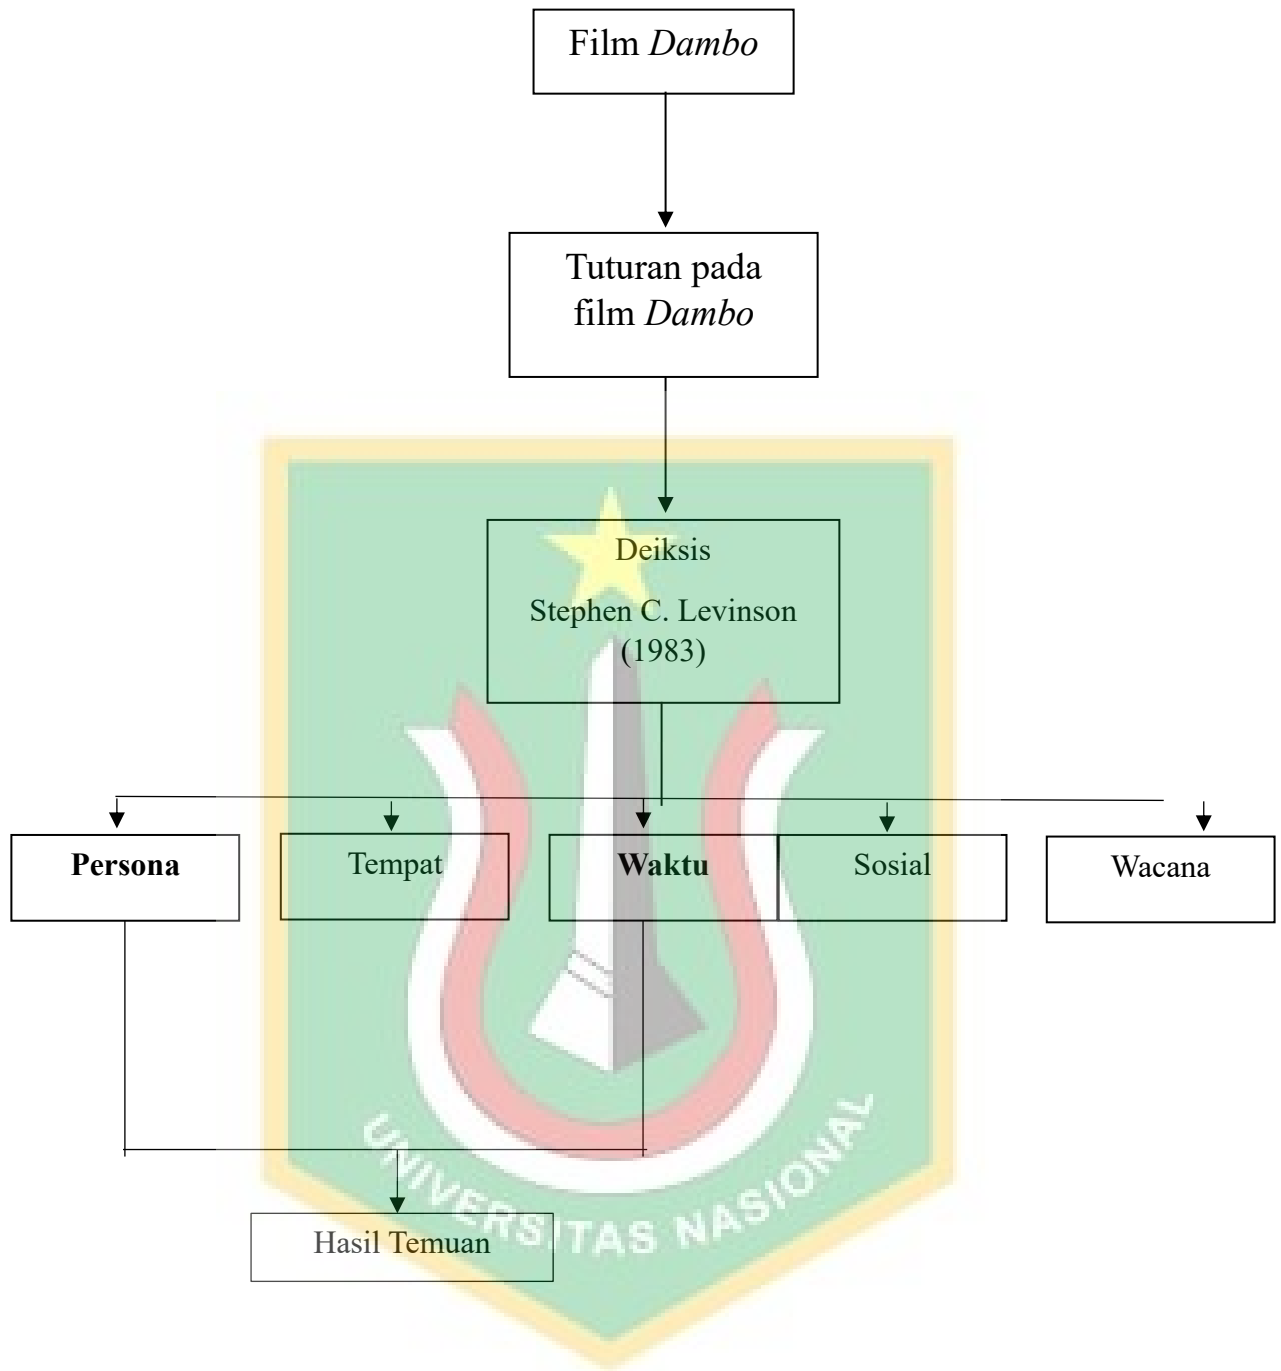 Film Dambo
Tuturan pada
film Dambo
Deiksis
Stephen C. Levinson
(1983)
Persona
Tempat
Waktu
Sosial
Wacana
Hasil Temuan
UNIVERSITAS NASIONAL